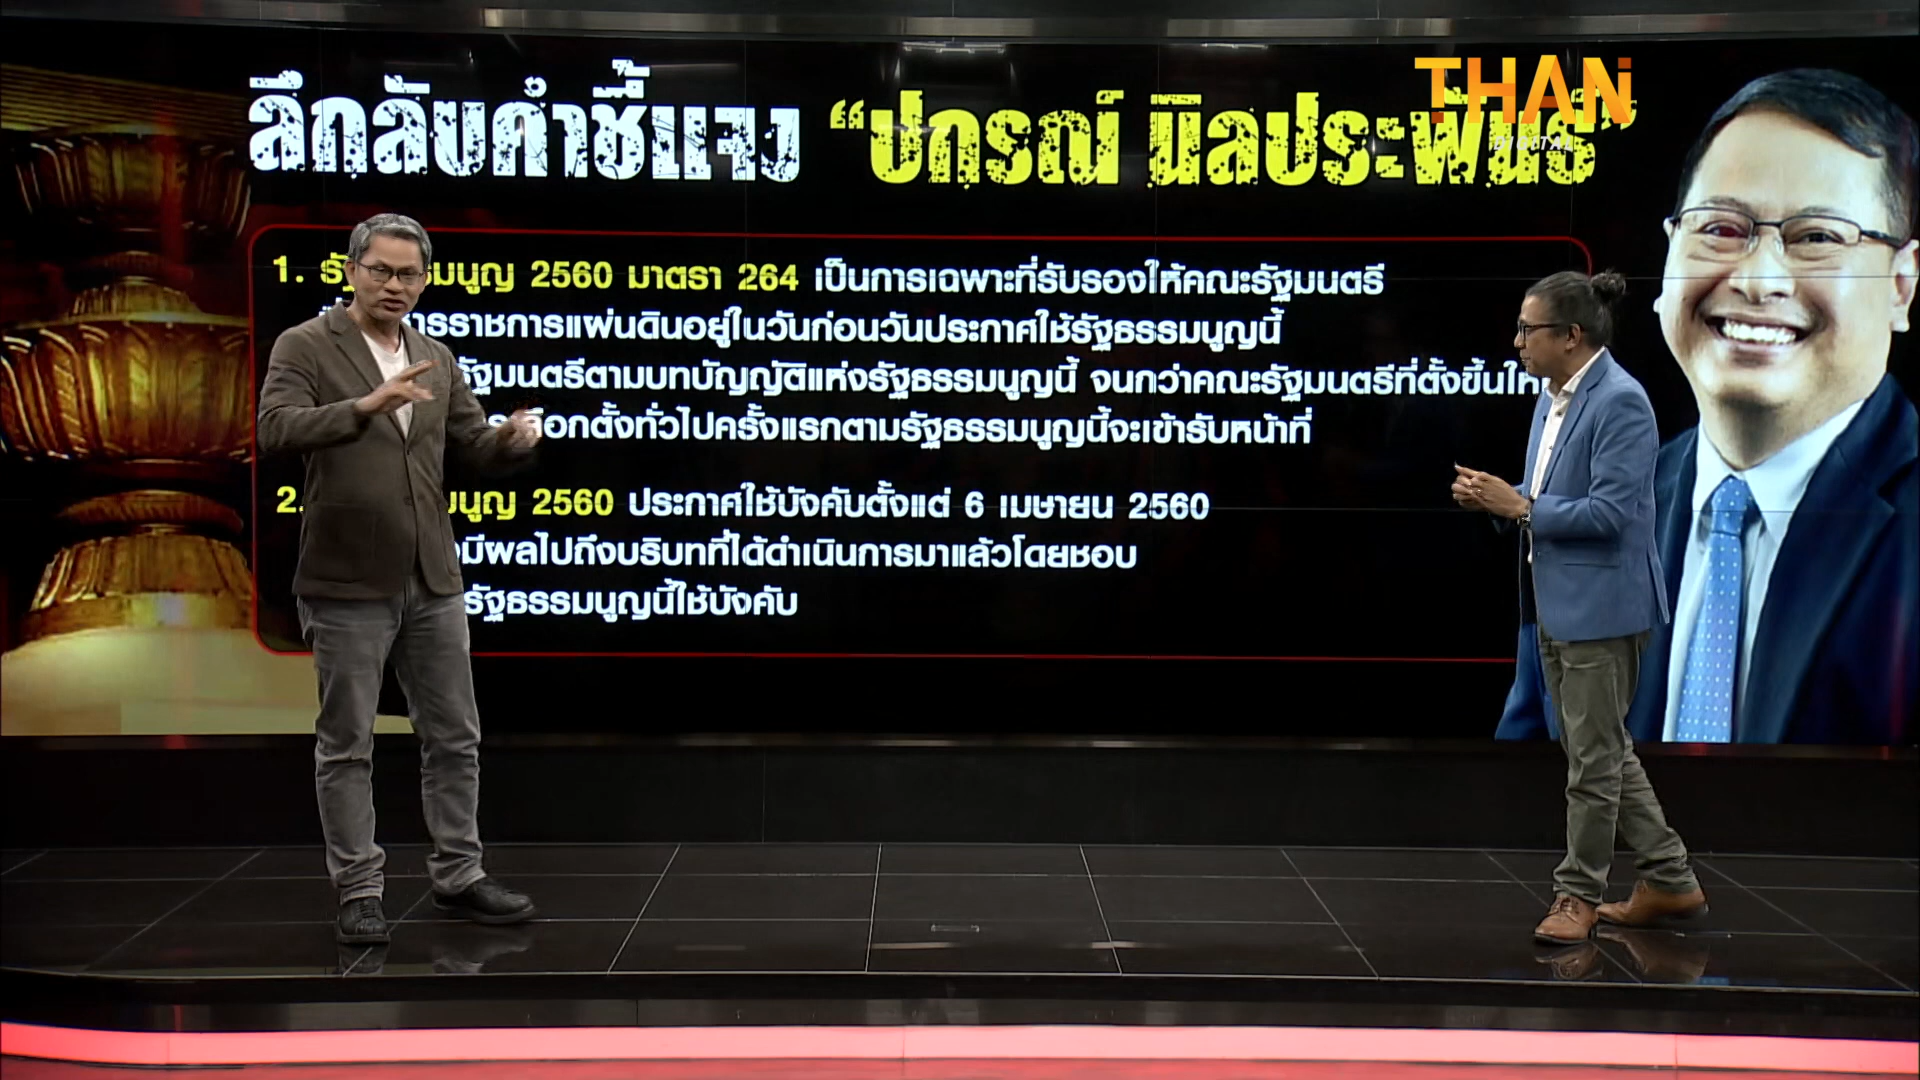 THAN
DIGITAL
ลึกลับคำชี้แจง “ปกรณ์ นิลประพันธ์”
1. มาตรา 264 เป็นการเฉพาะที่รับรองให้คณะรัฐมนตรี
2560
ราชการแผ่นดินอยู่ในวันก่อนวันประกาศใช้รัฐธรรมนูญนี้
รัฐมนตรีตามบทบัญญัติแห่งรัฐธรรมนูญนี้ จนกว่าคณะรัฐมนตรีที่ตั้งขึ้น
เลือกตั้งทั่วไปครั้งแรกตามรัฐธรรมนูญนี้จะเข้ารับหน้าที่
2. 2560 ประกาศใช้บังคับตั้งแต่ 6 เมษายน 2560
มีผลไปถึงบริบทที่ได้ดำเนินการมาแล้วโดยชอบ
รัฐธรรมนูญนี้ใช้บังคับ